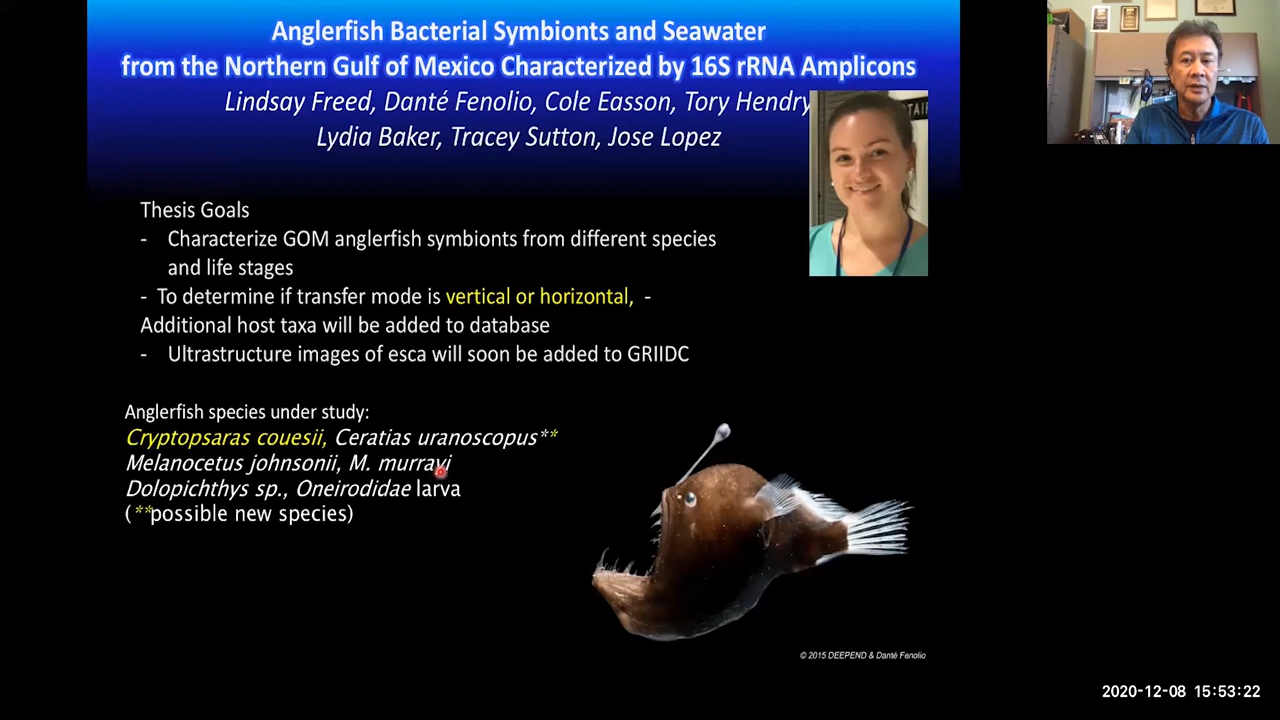 Anglerfish Bacterial Symbionts and Seawater
from the Northern Gulf of Mexico Characterized by 16S rRNA Amplicons
Lindsay Freed, Danté Fenolio, Cole Easson, Tory Hendry
Lydia Baker, Tracey Sutton, Jose Lopez
Thesis Goals
- Characterize GOM anglerfish symbionts from different species
and life stages
- To determine if transfer mode is vertical or horizontal, -
Additional host taxa will be added to database
- Ultrastructure images of esca will soon be added to GRIIDC
Anglerfish species under study:
Cryptopsaras couesii, Ceratias uranoscopus**
Melanocetus johnsonii, M. murrayi
Dolopichthys sp., Oneirodidae larva
(**possible new species)
© 2015 DEEPEND & Danté Fenolio
2020-12-08 15:53:22